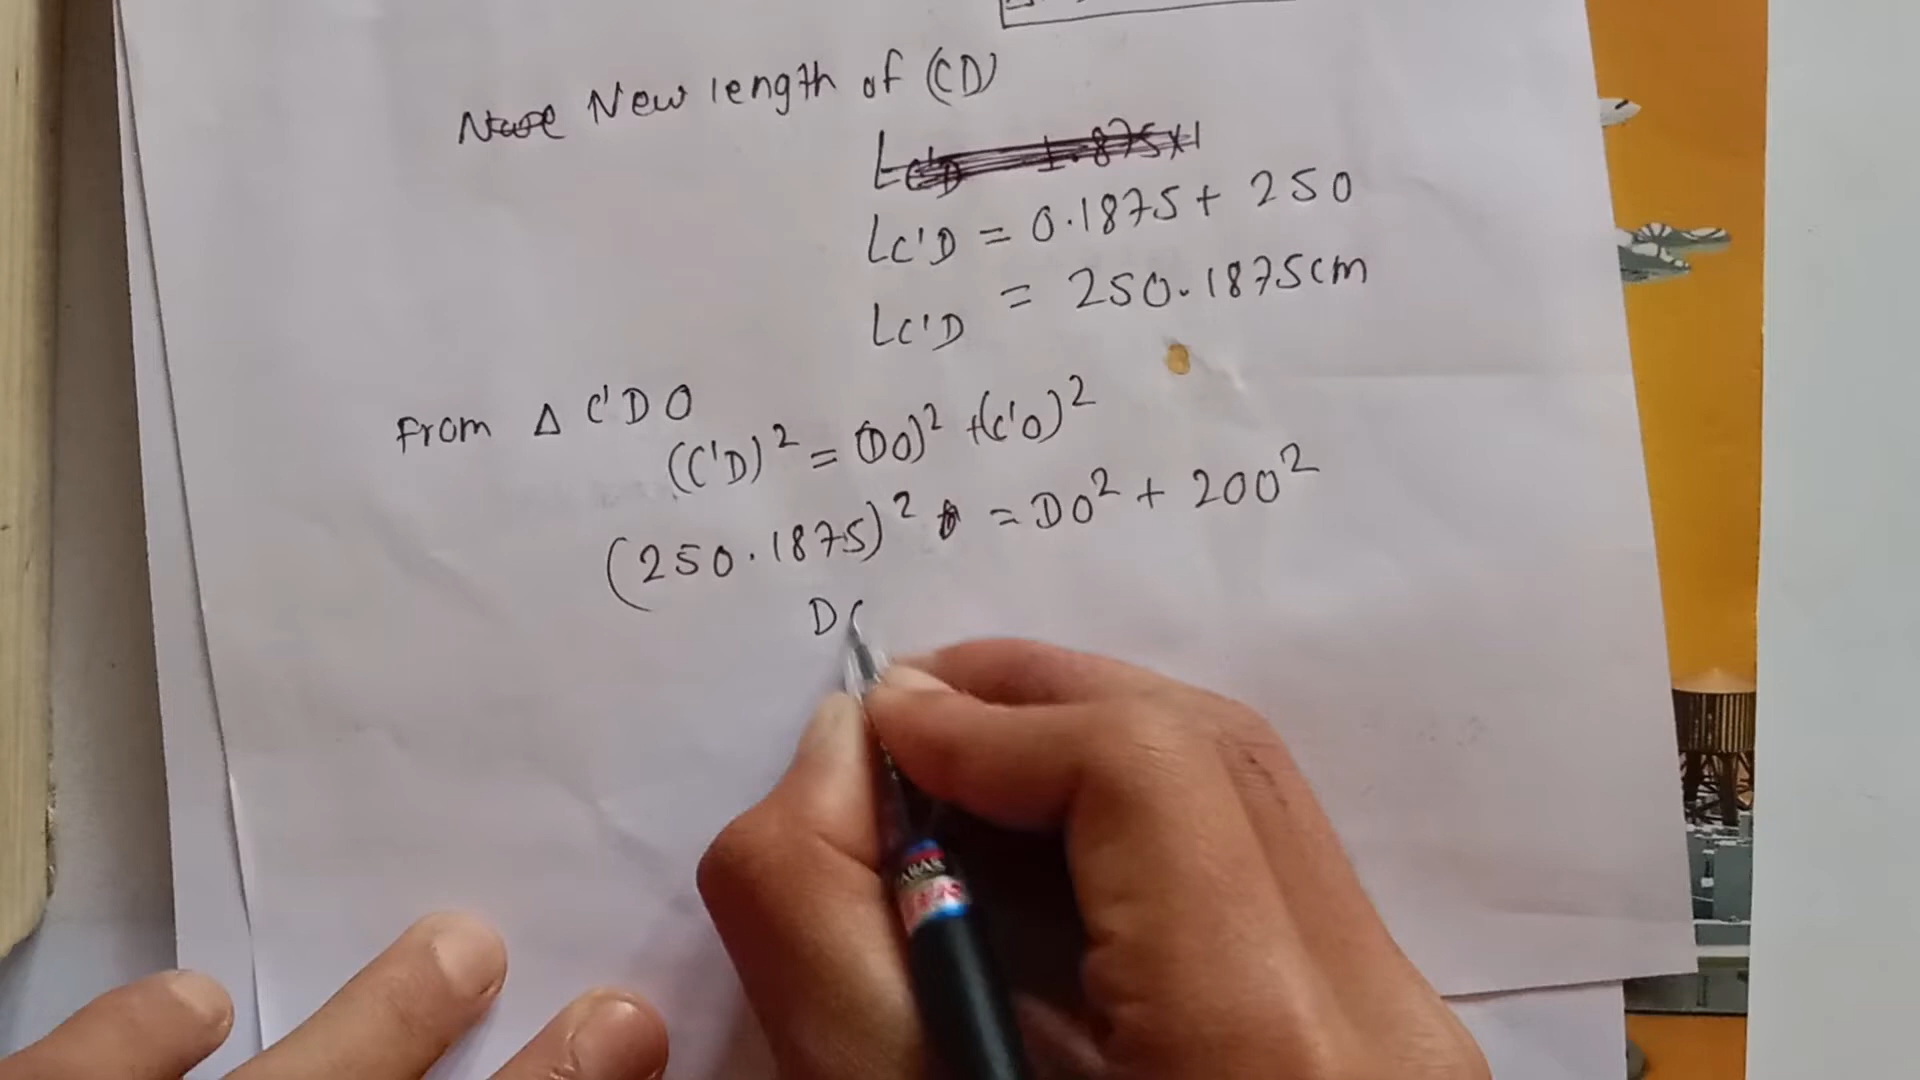 New length of (CD)
LC'D = 0.1875 + 250
LC'D = 250.1875cm
From Δ C'DO
(C'D)² = (DO)² + (C'O)²
(250.1875)² = DO² + 200²
D